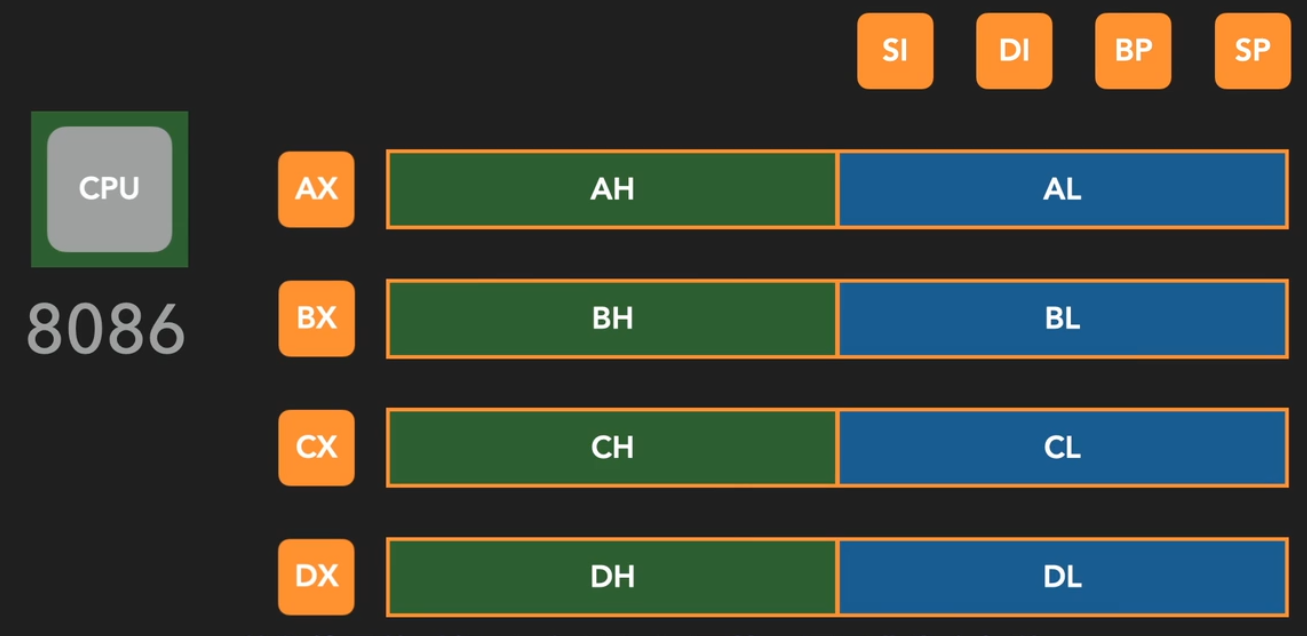 SI DI BP SP
CPU
8086
AX AH AL
BX BH BL
CX CH CL
DX DH DL